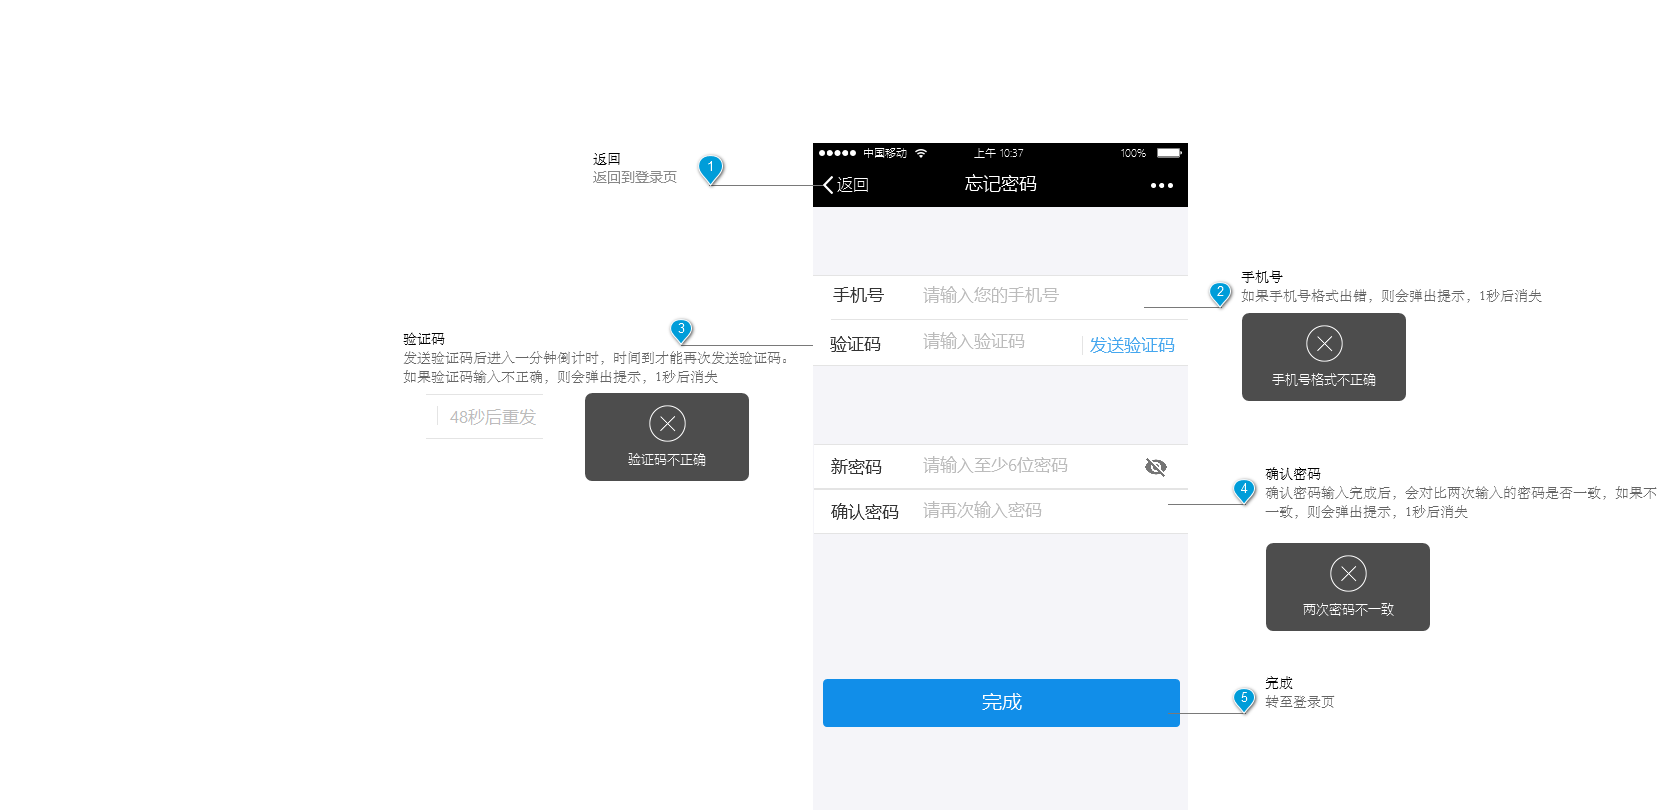 中国移动 上午 10:37 100%
返回 忘记密码
1
返回
返回到登录页
手机号 请输入您的手机号
2
手机号
如果手机号格式出错，则会弹出提示，1秒后消失
手机号格式不正确
验证码 请输入验证码 发送验证码
3
验证码
发送验证码后进入一分钟倒计时，时间到才能再次发送验证码。
如果验证码输入不正确，则会弹出提示，1秒后消失
48秒后重发
验证码不正确
新密码 请输入至少6位密码
确认密码 请再次输入密码
4
确认密码
确认密码输入完成后，会对比两次输入的密码是否一致，如果不
一致，则会弹出提示，1秒后消失
两次密码不一致
完成
5
完成
转至登录页